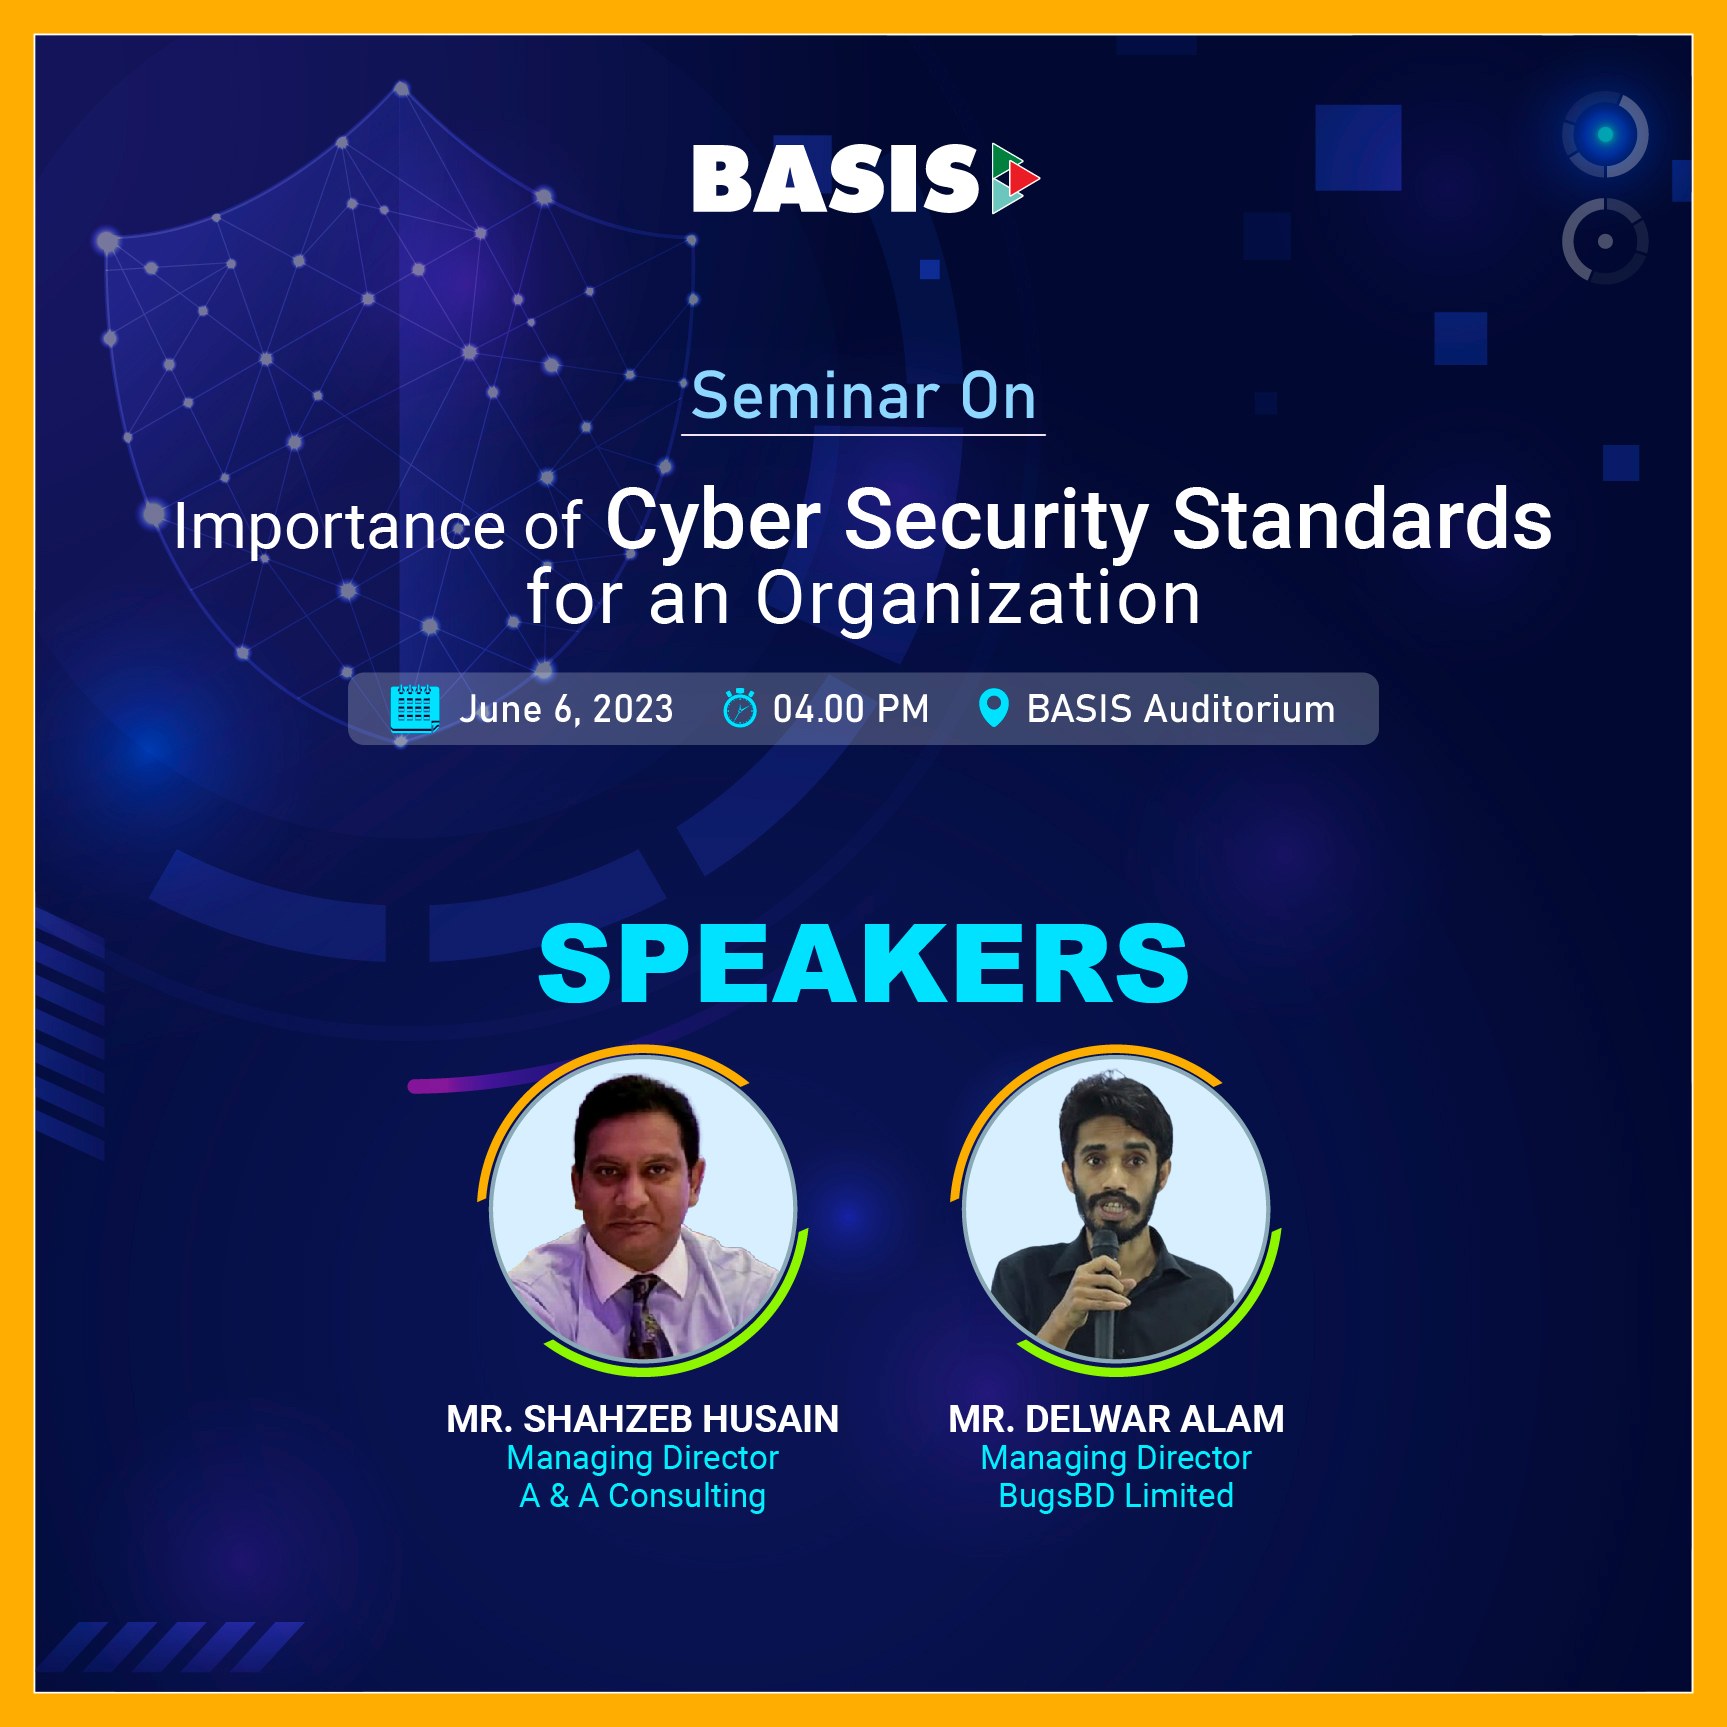 BASIS
Seminar On
Importance of Cyber Security Standards
for an Organization
June 6, 2023 04.00 PM BASIS Auditorium
SPEAKERS
MR. SHAHZEB HUSAIN
Managing Director
A & A Consulting
MR. DELWAR ALAM
Managing Director
BugsBD Limited